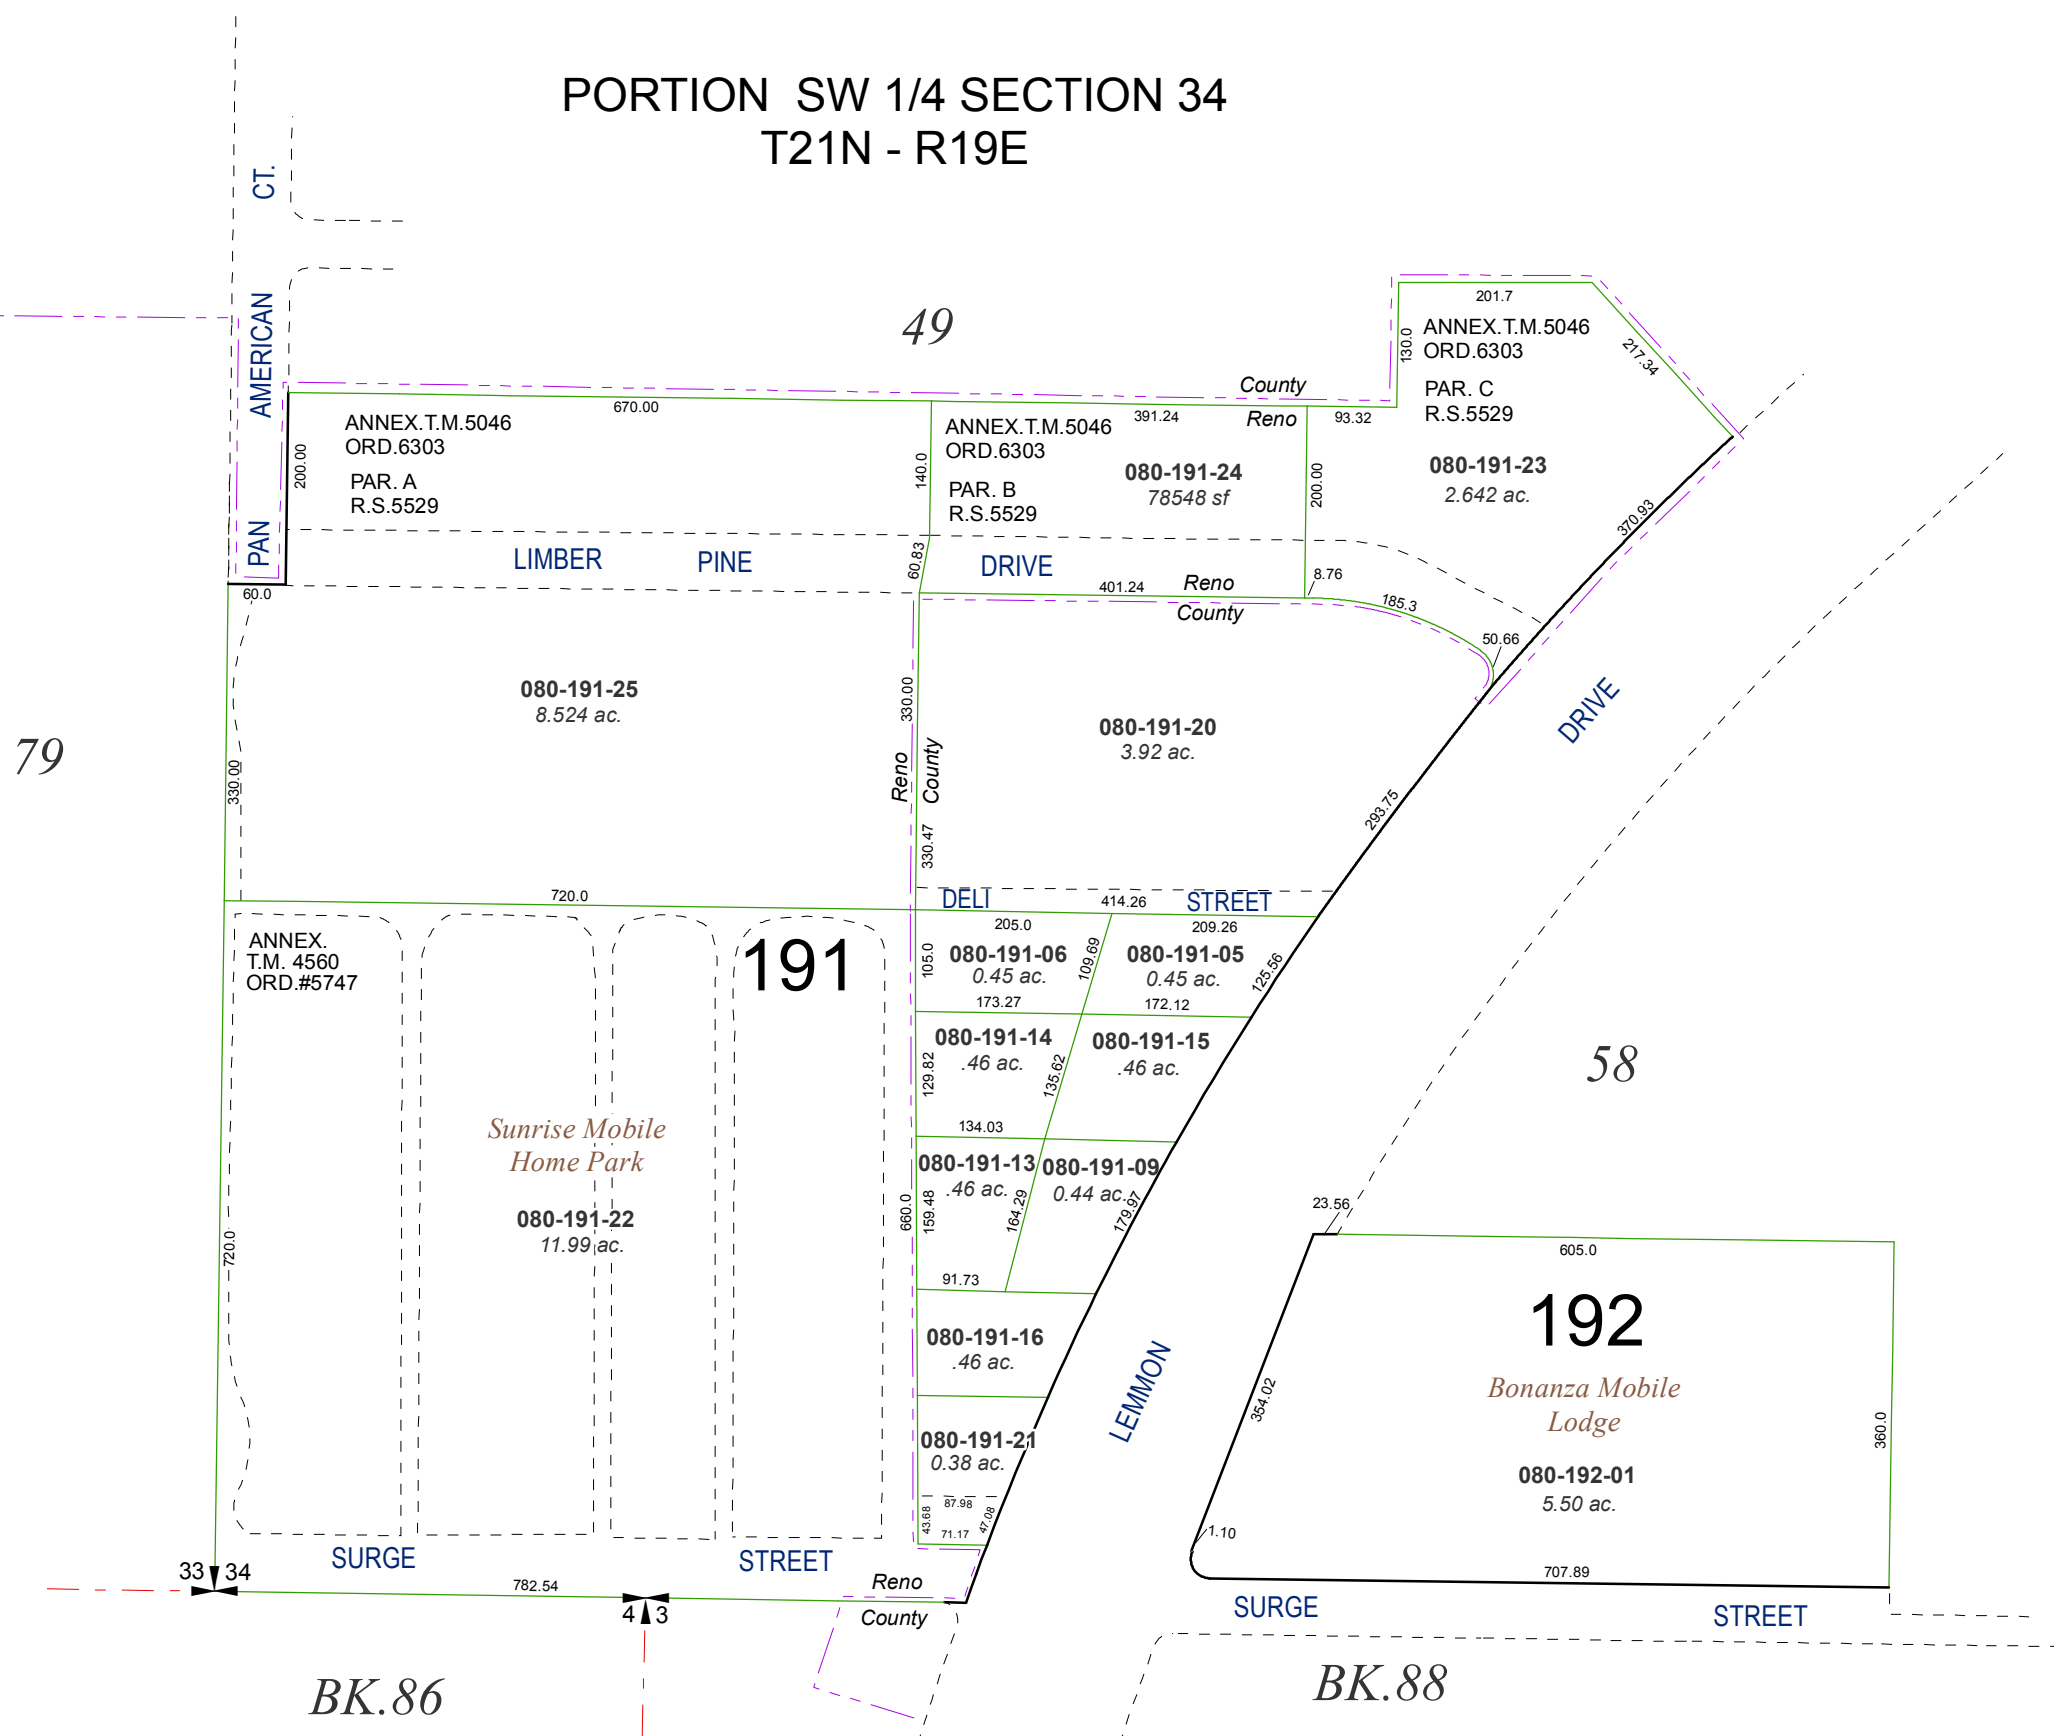 PORTION SW 1/4 SECTION 34
T21N - R19E
CT.
AMERICAN
PAN
49
201.7
130.0
ANNEX.T.M.5046
ORD.6303
217.34
PAR. C
R.S.5529
080-191-23
2.642 ac.
370.93
County
Reno
670.00
391.24
93.32
200.00
ANNEX.T.M.5046
ORD.6303
PAR. A
R.S.5529
140.0
ANNEX.T.M.5046
ORD.6303
PAR. B
R.S.5529
080-191-24
78548 sf
200.00
LIMBER PINE DRIVE
60.83
60.0
401.24
Reno
County
8.76
185.3
50.66
79
330.00
080-191-25
8.524 ac.
330.00
Reno
County
330.47
080-191-20
3.92 ac.
293.75
DRIVE
720.0
DELI STREET
414.26
205.0
209.26
ANNEX.
T.M. 4560
ORD.#5747
191
105.0
080-191-06
0.45 ac.
109.69
080-191-05
0.45 ac.
125.56
173.27
172.12
080-191-14
.46 ac.
129.82
135.62
080-191-15
.46 ac.
58
134.03
080-191-13
.46 ac.
159.48
164.29
080-191-09
0.44 ac.
179.97
Sunrise Mobile
Home Park
080-191-22
11.99 ac.
720.0
660.0
91.73
080-191-16
.46 ac.
080-191-21
0.38 ac.
87.98
43.68
71.17
47.08
LEMMON
23.56
605.0
192
Bonanza Mobile
Lodge
080-192-01
5.50 ac.
354.02
360.0
1.10
707.89
SURGE STREET
33 34
782.54
Reno
County
4 3
SURGE STREET
BK.86
BK.88